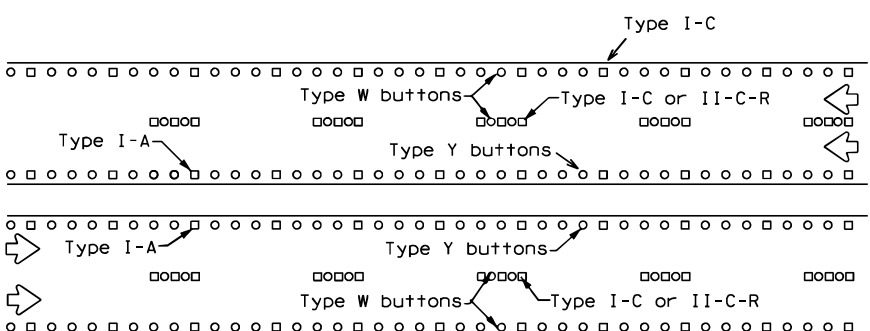 Type I-C
Type W buttons
Type I-C or II-C-R
Type I-A
Type Y buttons
Type I-A
Type Y buttons
Type W buttons
Type I-C or II-C-R